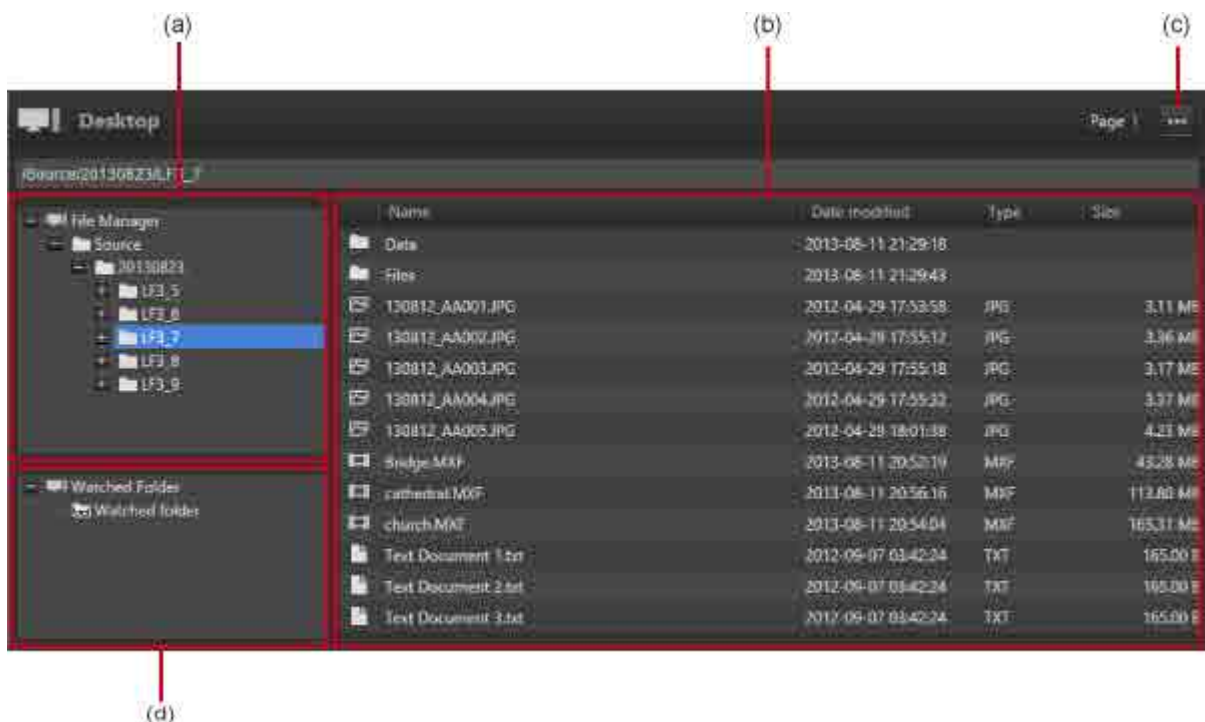 (a) (b) (c)
Desktop Page 1 •••
/Source/20130823/LF3_7
File Manager
Source
20130823
LF3_5
LF3_6
LF3_7
LF3_8
LF3_9
Watched Folder
Watched folder
Name Date modified Type Size
Data 2013-08-11 21:29:18
Files 2013-08-11 21:29:43
130812_AA001.JPG 2012-04-29 17:53:58 JPG 3.11 MB
130812_AA002.JPG 2012-04-29 17:55:12 JPG 3.36 MB
130812_AA003.JPG 2012-04-29 17:55:18 JPG 3.17 MB
130812_AA004.JPG 2012-04-29 17:55:32 JPG 3.37 MB
130812_AA005.JPG 2012-04-29 18:01:38 JPG 4.23 MB
Bridge.MXF 2013-08-11 20:52:19 MXF 43.28 MB
cathedral.MXF 2013-08-11 20:56:16 MXF 113.80 MB
church.MXF 2013-08-11 20:54:04 MXF 165.31 MB
Text Document 1.txt 2012-09-07 03:42:24 TXT 165.00 B
Text Document 2.txt 2012-09-07 03:42:24 TXT 165.00 B
Text Document 3.txt 2012-09-07 03:42:24 TXT 165.00 B
(d)